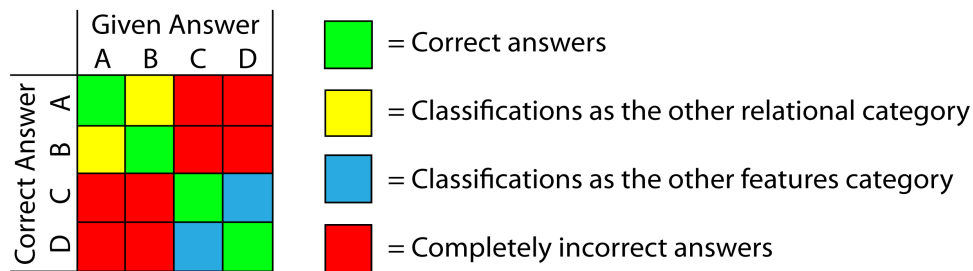 Given Answer
A B C D
Correct Answer
A
B
C
D
= Correct answers
= Classifications as the other relational category
= Classifications as the other features category
= Completely incorrect answers